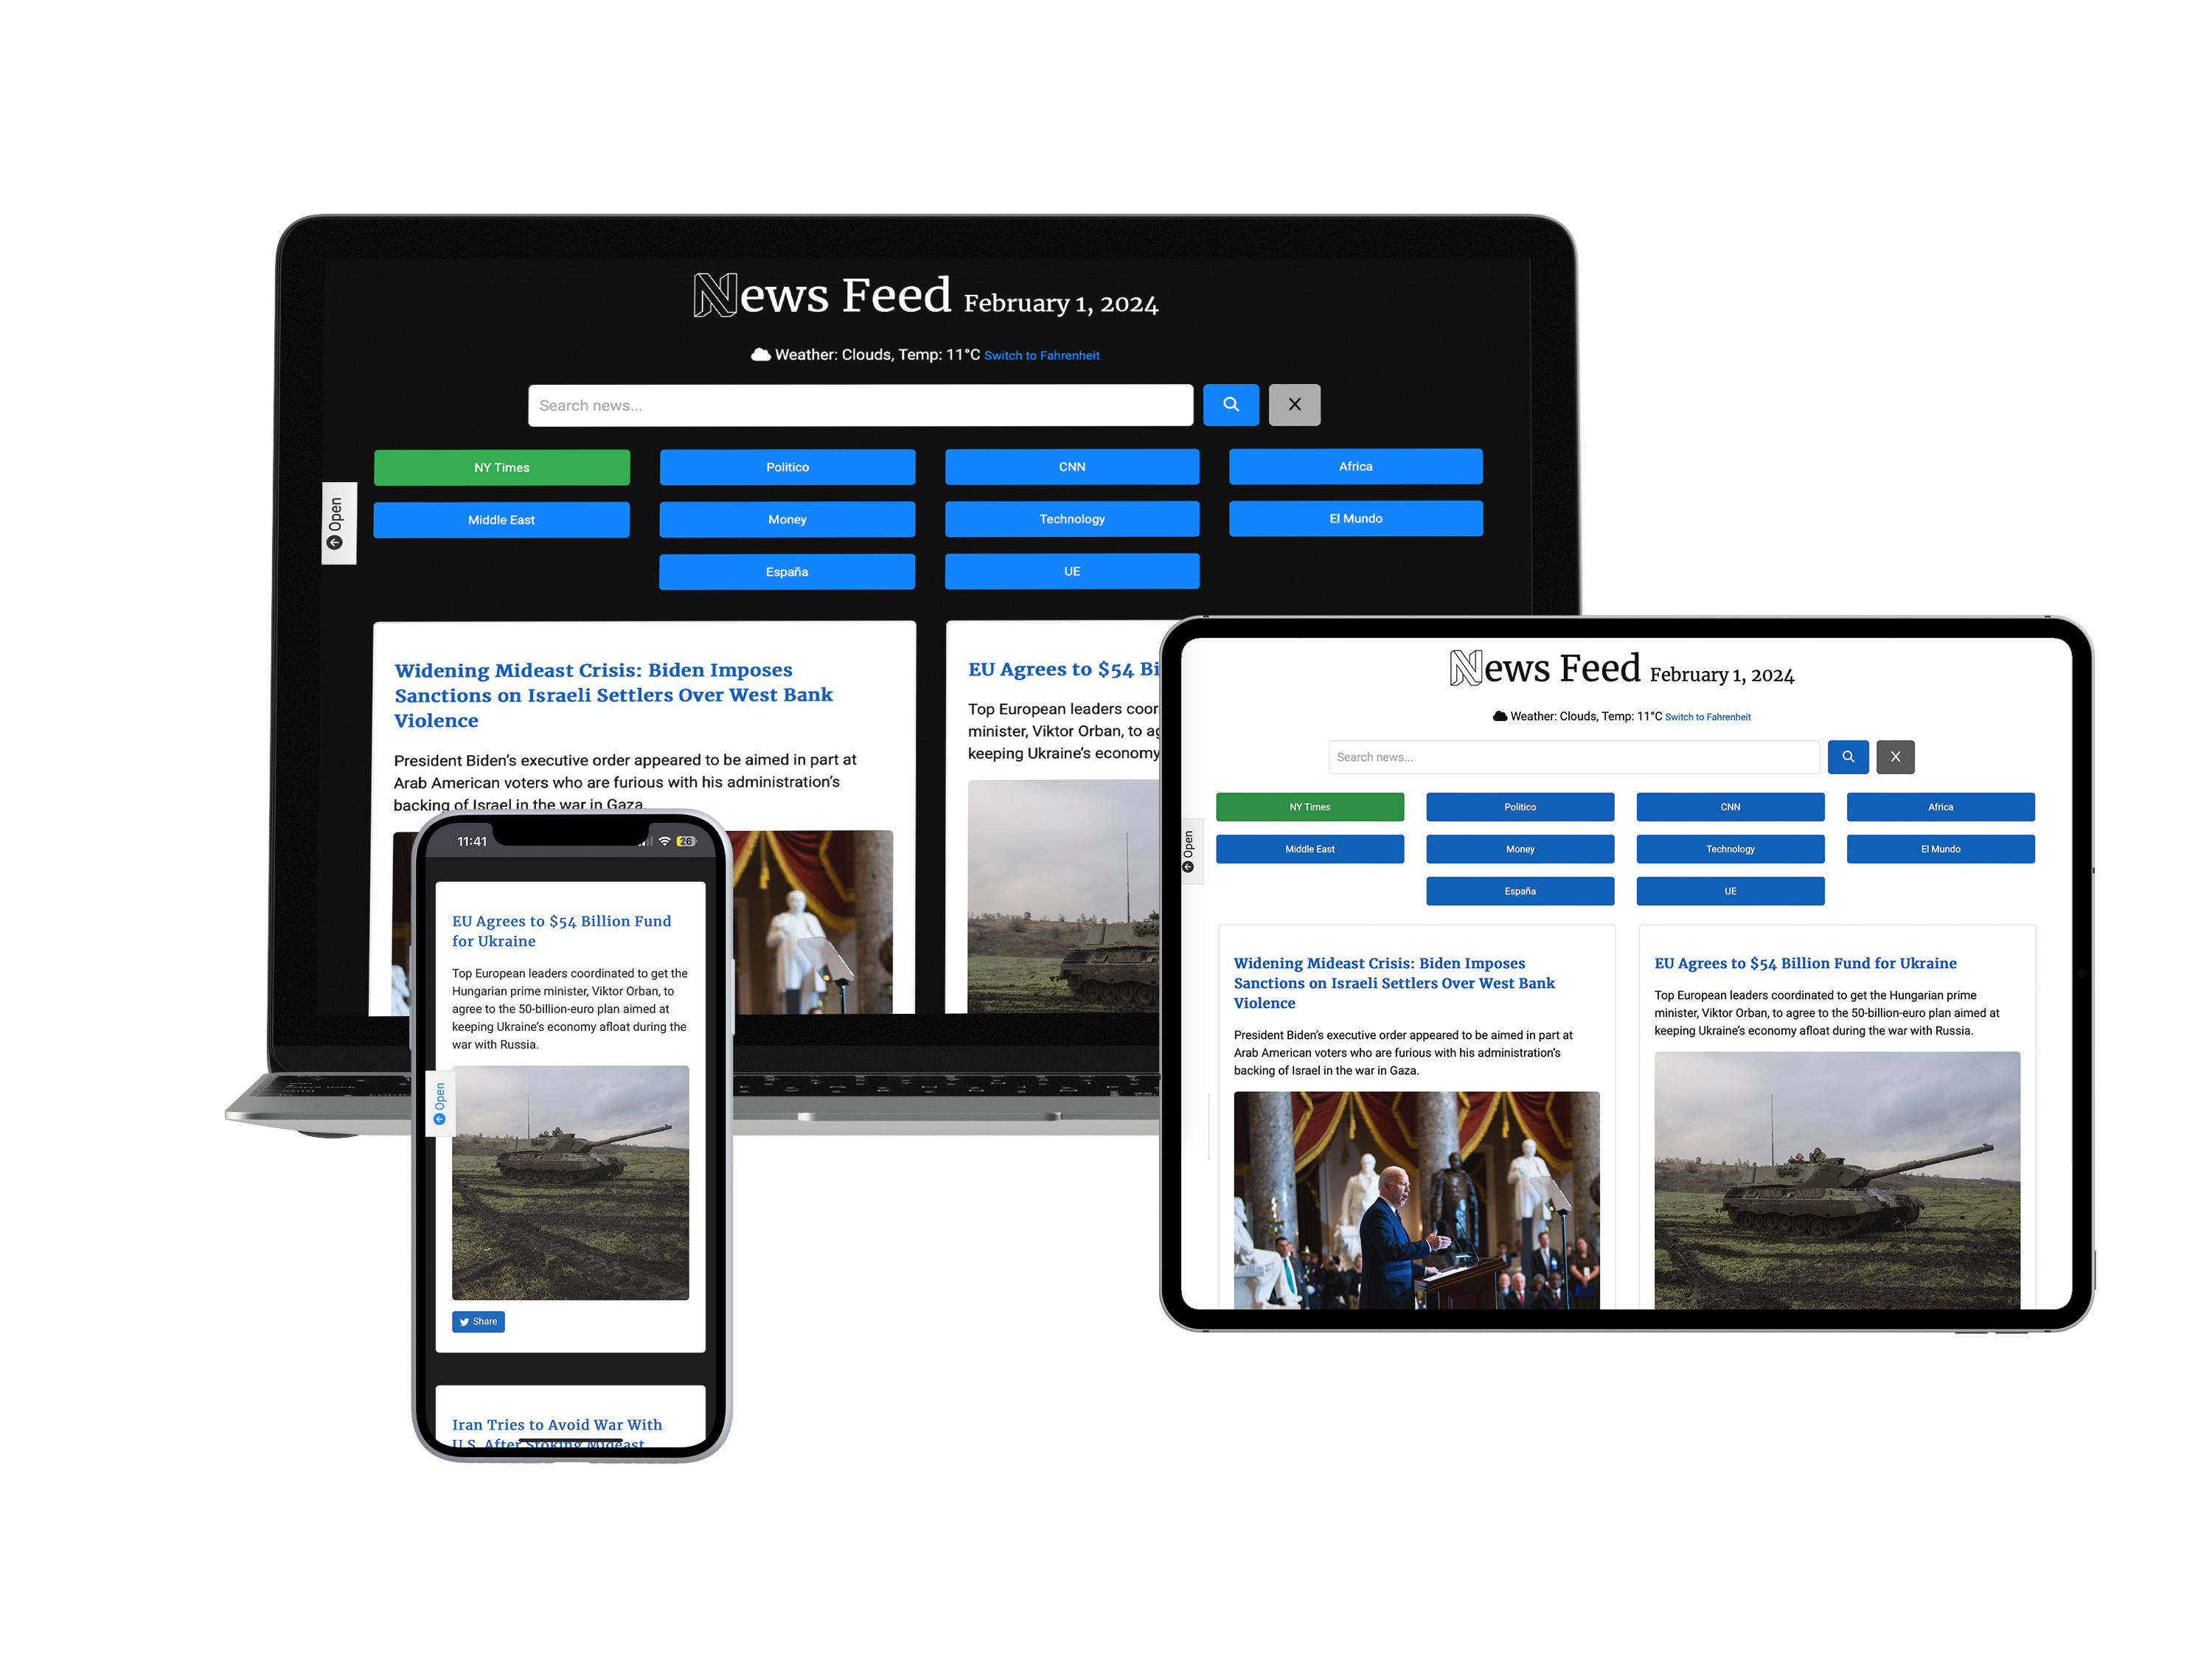 News Feed February 1, 2024
Weather: Clouds, Temp: 11°C Switch to Fahrenheit
Search news...
X
NY Times
Politico
CNN
Africa
Open
Middle East
Money
Technology
El Mundo
España
UE
Widening Mideast Crisis: Biden Imposes
Sanctions on Israeli Settlers Over West Bank
Violence
President Biden’s executive order appeared to be aimed in part at
Arab American voters who are furious with his administration’s
backing of Israel in the war in Gaza.
EU Agrees to $54 Bi
Top European leaders coor
minister, Viktor Orban, to ag
keeping Ukraine’s economy
News Feed February 1, 2024
Weather: Clouds, Temp: 11°C Switch to Fahrenheit
Search news...
X
NY Times
Politico
CNN
Africa
Open
Middle East
Money
Technology
El Mundo
España
UE
Widening Mideast Crisis: Biden Imposes
Sanctions on Israeli Settlers Over West Bank
Violence
President Biden’s executive order appeared to be aimed in part at
Arab American voters who are furious with his administration’s
backing of Israel in the war in Gaza.
EU Agrees to $54 Billion Fund for Ukraine
Top European leaders coordinated to get the Hungarian prime
minister, Viktor Orban, to agree to the 50-billion-euro plan aimed at
keeping Ukraine’s economy afloat during the war with Russia.
11:41
26
EU Agrees to $54 Billion Fund
for Ukraine
Top European leaders coordinated to get the
Hungarian prime minister, Viktor Orban, to
agree to the 50-billion-euro plan aimed at
keeping Ukraine’s economy afloat during the
war with Russia.
Open
Share
Iran Tries to Avoid War With
U.S. After Stoking Mideast